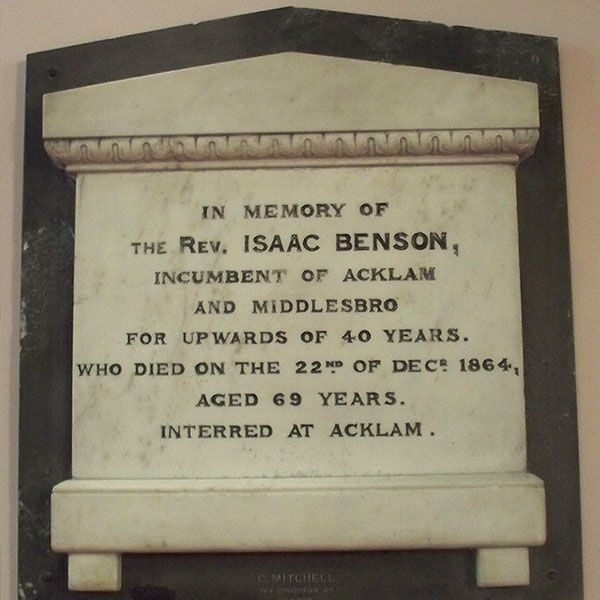 IN MEMORY OF
THE REV. ISAAC BENSON,
INCUMBENT OF ACKLAM
AND MIDDLESBRO
FOR UPWARDS OF 40 YEARS.
WHO DIED ON THE 22ND OF DECR 1864,
AGED 69 YEARS.
INTERRED AT ACKLAM.
C. MITCHELL.